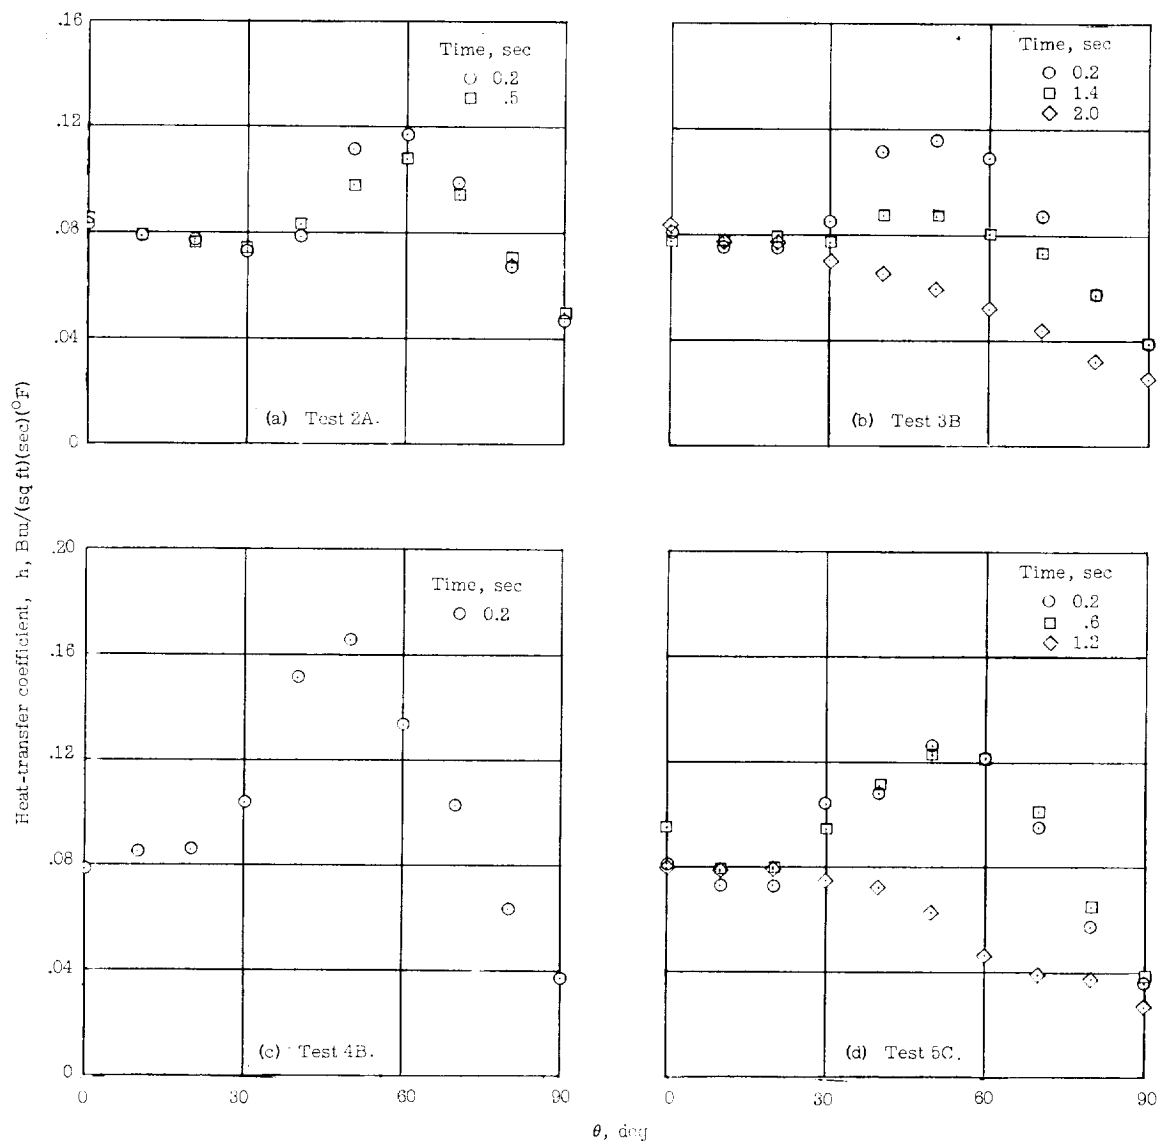 .16
.12
.08
.04
0
Time, sec
0.2
.5
(a) Test 2A.
Time, sec
0.2
1.4
2.0
(b) Test 3B
Heat-transfer coefficient, h, Btu/(sq ft)(sec)(°F)
.20
.16
.12
.08
.04
0
Time, sec
0.2
(c) Test 4B.
0 30 60 90
Time, sec
0.2
.6
1.2
(d) Test 5C.
0 30 60 90
θ, deg